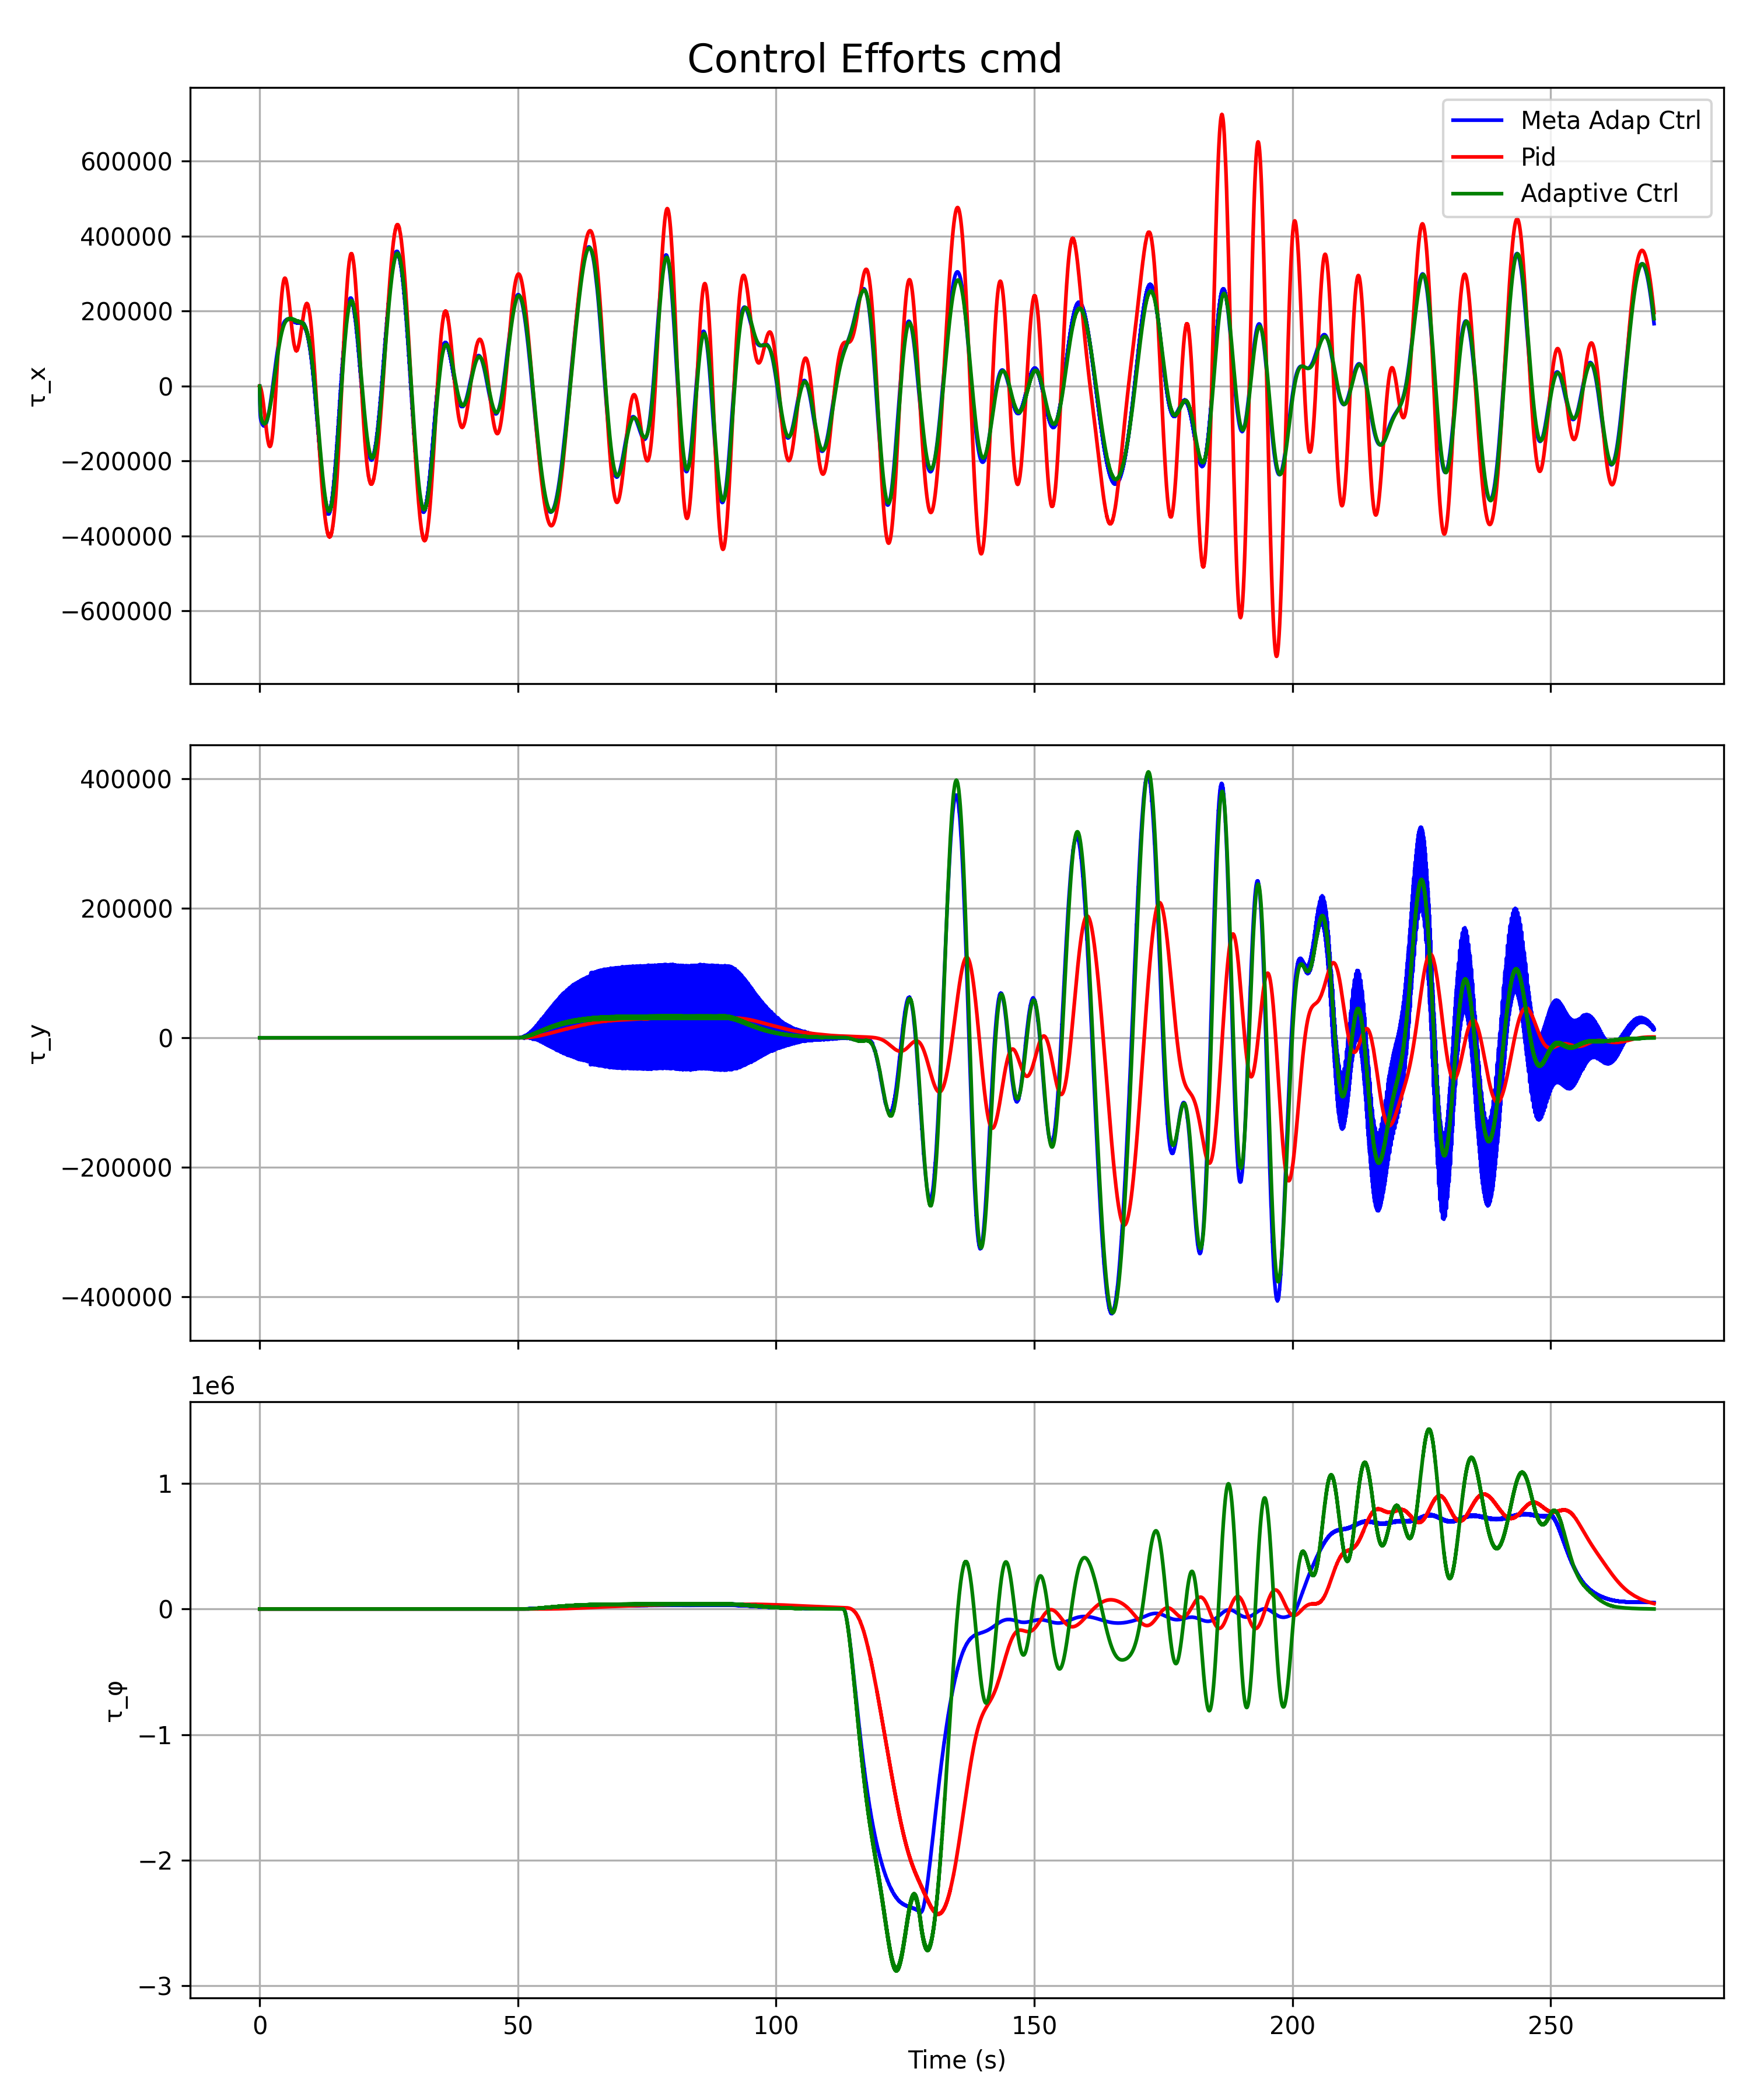 Control Efforts cmd
Meta Adap Ctrl
Pid
Adaptive Ctrl
600000
400000
200000
0
−200000
−400000
−600000
τ_x
400000
200000
0
−200000
−400000
τ_y
1e6
1
0
−1
−2
−3
τ_φ
0 50 100 150 200 250
Time (s)